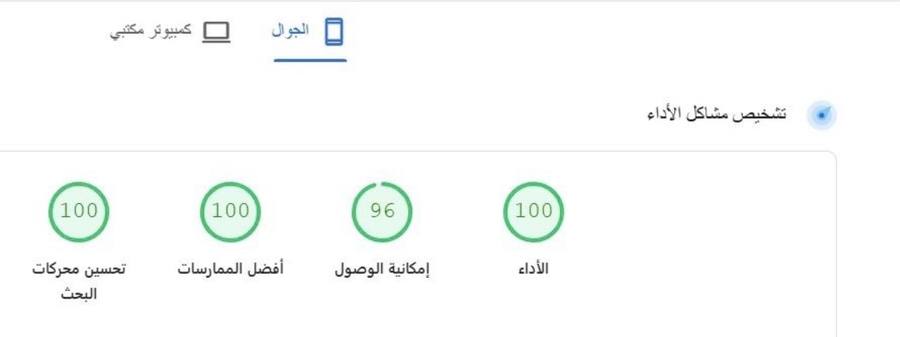 الجوال
كمبيوتر مكتبي
تشخيص مشاكل الأداء
100
الأداء
96
إمكانية الوصول
100
أفضل الممارسات
100
تحسين محركات
البحث